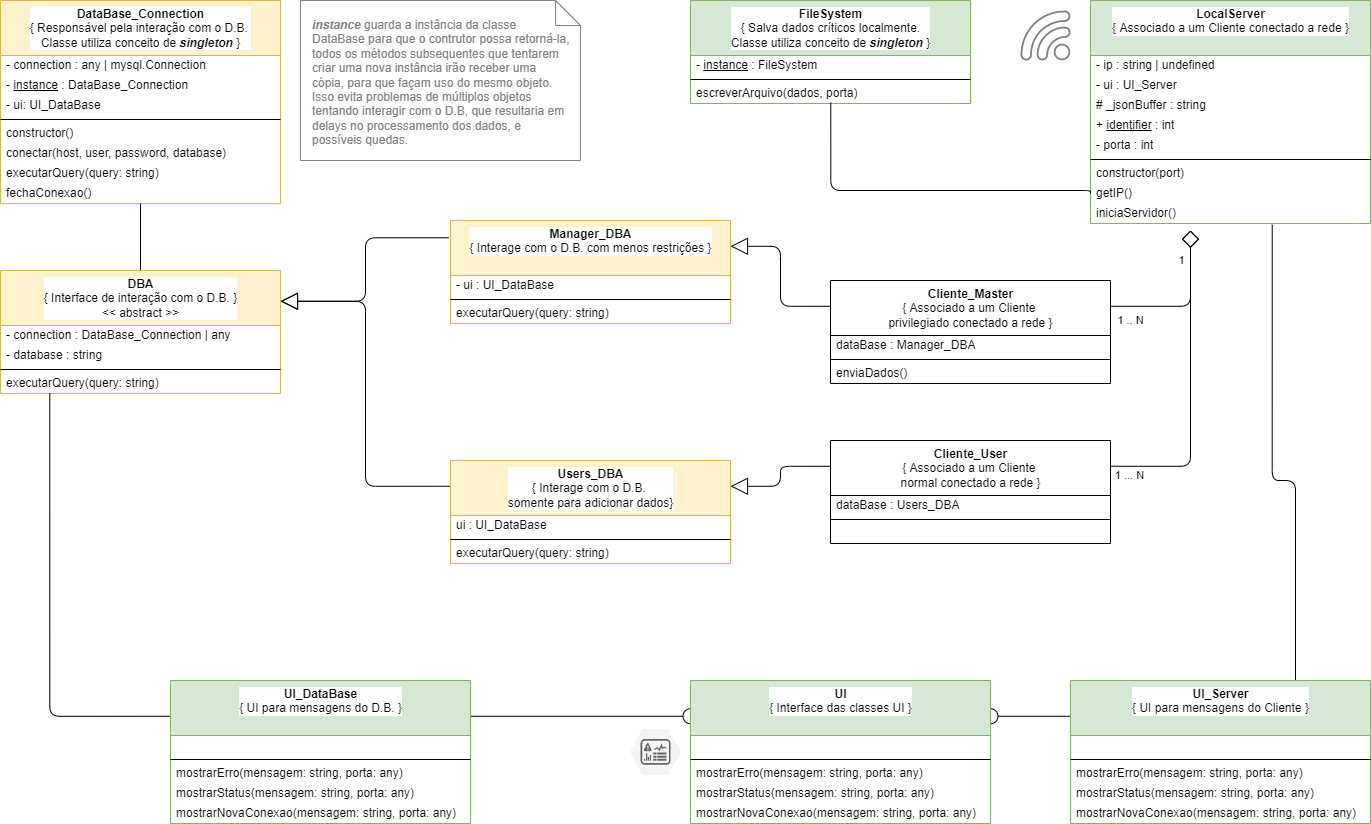 DataBase_Connection
{ Responsável pela interação com o D.B.
Classe utiliza conceito de singleton }
- connection : any | mysql.Connection
- instance : DataBase_Connection
- ui: UI_DataBase
constructor()
conectar(host, user, password, database)
executarQuery(query: string)
fechaConexao()
instance guarda a instância da classe
DataBase para que o contrutor possa retorná-la,
todos os métodos subsequentes que tentarem
criar uma nova instância irão receber uma
côpia, para que façam uso do mesmo objeto.
Isso evita problemas de múltiplos objetos
tentando interagir com o D.B, que resultaria em
delays no processamento dos dados, e
possíveis quedas.
FileSystem
{ Salva dados críticos localmente.
Classe utiliza conceito de singleton }
- instance : FileSystem
escreverArquivo(dados, porta)
LocalServer
{ Associado a um Cliente conectado a rede }
- ip : string | undefined
- ui : UI_Server
# _jsonBuffer : string
+ identifier : int
- porta : int
constructor(port)
getIP()
iniciaServidor()
DBA
{ Interface de interação com o D.B. }
<< abstract >>
- connection : DataBase_Connection | any
- database : string
executarQuery(query: string)
Manager_DBA
{ Interage com o D.B. com menos restrições }
- ui : UI_DataBase
executarQuery(query: string)
1
Cliente_Master
{ Associado a um Cliente
privilegiado conectado a rede }
dataBase : Manager_DBA
enviaDados()
1 .. N
Users_DBA
{ Interage com o D.B.
somente para adicionar dados}
ui : UI_DataBase
executarQuery(query: string)
Cliente_User
{ Associado a um Cliente
normal conectado a rede }
dataBase : Users_DBA
1 ... N
UI_DataBase
{ UI para mensagens do D.B. }
mostrarErro(mensagem: string, porta: any)
mostrarStatus(mensagem: string, porta: any)
mostrarNovaConexao(mensagem: string, porta: any)
UI
{ Interface das classes UI }
mostrarErro(mensagem: string, porta: any)
mostrarStatus(mensagem: string, porta: any)
mostrarNovaConexao(mensagem: string, porta: any)
UI_Server
{ UI para mensagens do Cliente }
mostrarErro(mensagem: string, porta: any)
mostrarStatus(mensagem: string, porta: any)
mostrarNovaConexao(mensagem: string, porta: any)